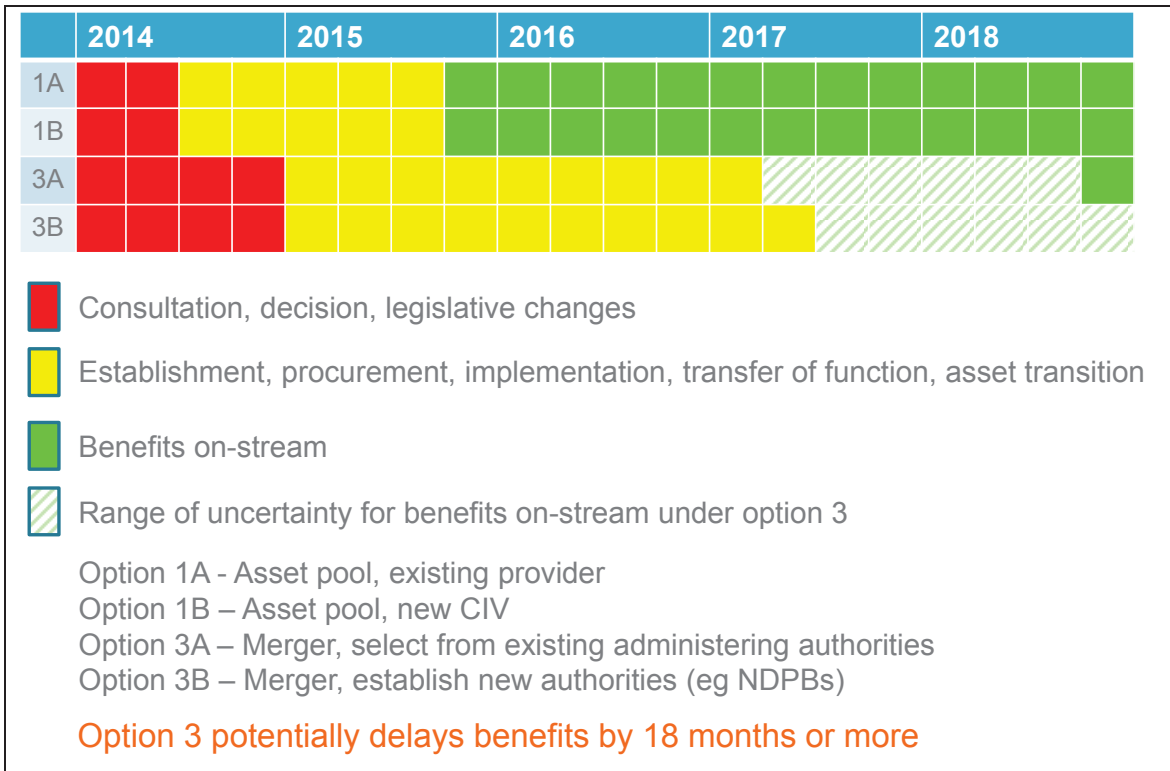 2014 2015 2016 2017 2018
1A
1B
3A
3B
Consultation, decision, legislative changes
Establishment, procurement, implementation, transfer of function, asset transition
Benefits on-stream
Range of uncertainty for benefits on-stream under option 3
Option 1A - Asset pool, existing provider
Option 1B – Asset pool, new CIV
Option 3A – Merger, select from existing administering authorities
Option 3B – Merger, establish new authorities (eg NDPBs)
Option 3 potentially delays benefits by 18 months or more